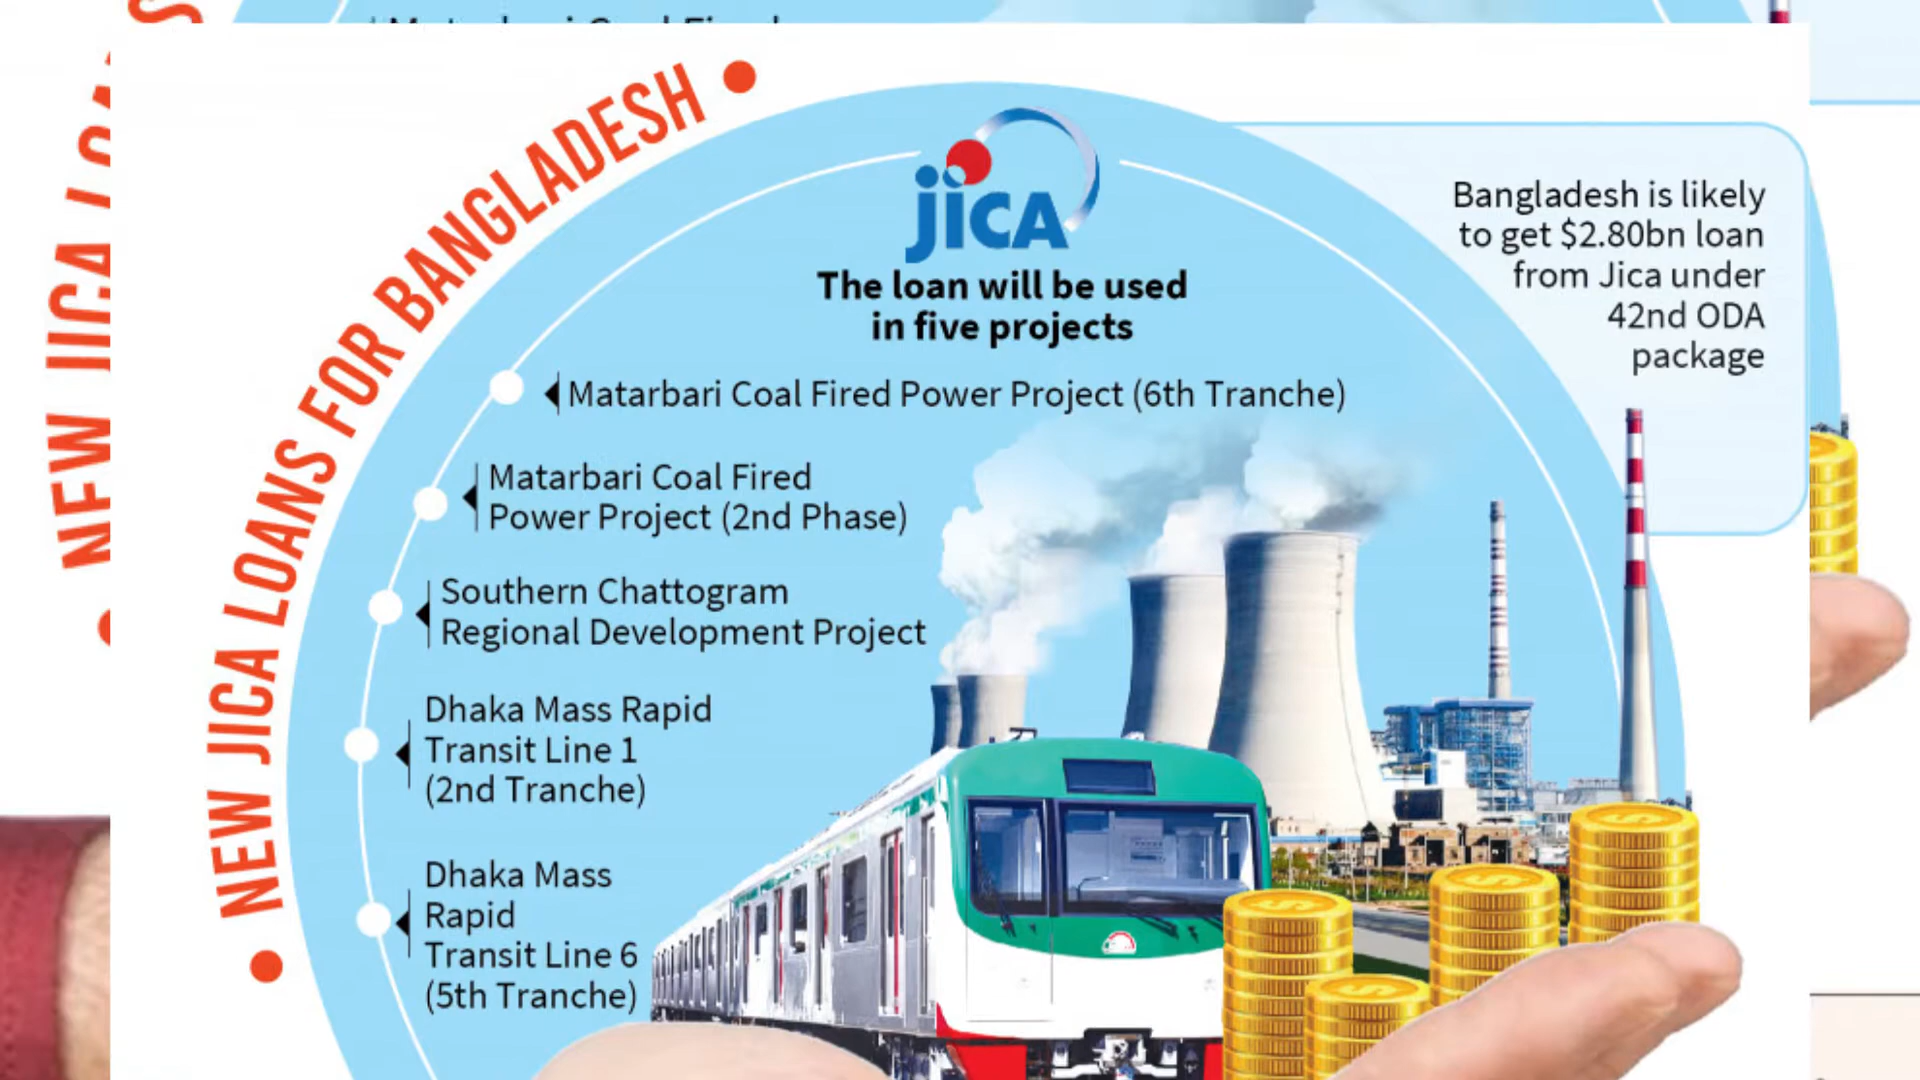 NEW JICA LOANS FOR BANGLADESH
JICA
The loan will be used
in five projects
Matarbari Coal Fired Power Project (6th Tranche)
Matarbari Coal Fired
Power Project (2nd Phase)
Southern Chattogram
Regional Development Project
Dhaka Mass Rapid
Transit Line 1
(2nd Tranche)
Dhaka Mass
Rapid
Transit Line 6
(5th Tranche)
Bangladesh is likely
to get $2.80bn loan
from Jica under
42nd ODA
package
NEW JICA